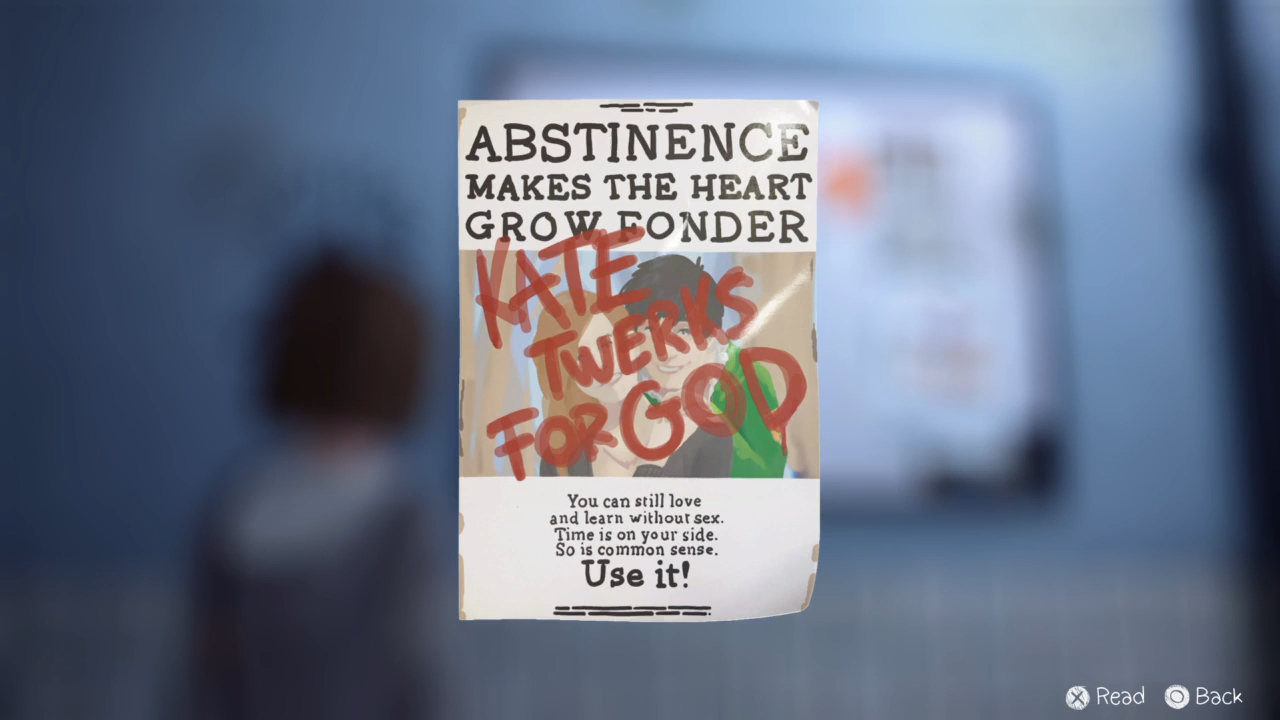 ABSTINENCE
MAKES THE HEART
GROW FONDER
KATE
TWERKS
FOR GOD
You can still love
and learn without sex.
Time is on your side.
So is common sense.
Use it!
Read Back